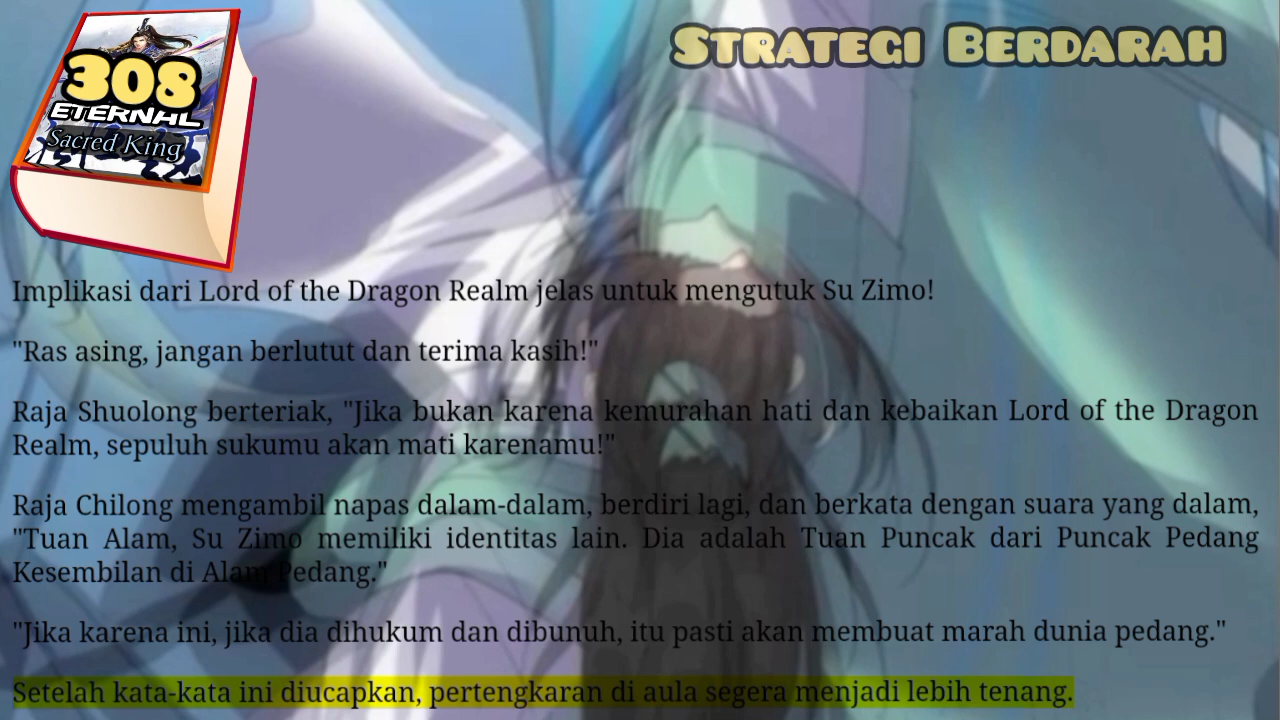 Strategi Berdarah
308
ETERNAL
Sacred King
Implikasi dari Lord of the Dragon Realm jelas untuk mengutuk Su Zimo!
"Ras asing, jangan berlutut dan terima kasih!"
Raja Shuolong berteriak, "Jika bukan karena kemurahan hati dan kebaikan Lord of the Dragon
Realm, sepuluh sukumu akan mati karenamu!"
Raja Chilong mengambil napas dalam-dalam, berdiri lagi, dan berkata dengan suara yang dalam,
"Tuan Alam, Su Zimo memiliki identitas lain. Dia adalah Tuan Puncak dari Puncak Pedang
Kesembilan di Alam Pedang."
"Jika karena ini, jika dia dihukum dan dibunuh, itu pasti akan membuat marah dunia pedang."
Setelah kata-kata ini diucapkan, pertengkaran di aula segera menjadi lebih tenang.